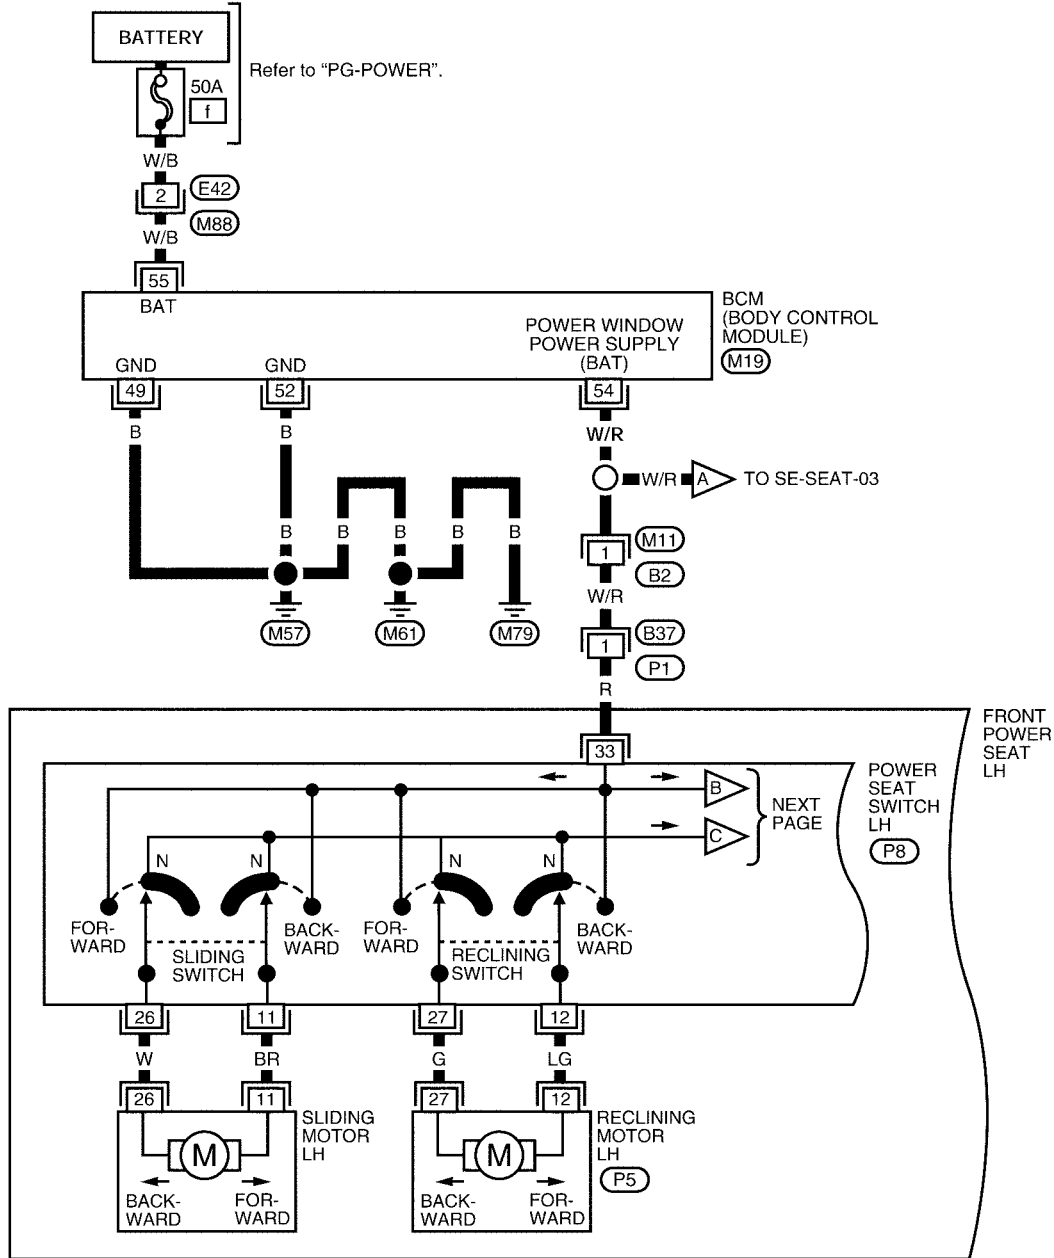 BATTERY
Refer to “PG-POWER”.
50A
f
W/B
2
E42
M88
W/B
55
BAT
BCM
(BODY CONTROL
MODULE)
M19
POWER WINDOW
POWER SUPPLY
(BAT)
GND
GND
49
52
54
B
B
W/R
W/R
A
TO SE-SEAT-03
B
B
B
B
B
1
M11
B2
W/R
M57
M61
M79
1
B37
P1
R
FRONT
POWER
SEAT
LH
33
POWER
SEAT
SWITCH
LH
P8
B
C
NEXT
PAGE
N
N
N
N
FOR-
WARD
BACK-
WARD
FOR-
WARD
BACK-
WARD
SLIDING
SWITCH
RECLINING
SWITCH
26
11
27
12
W
BR
G
LG
26
11
27
12
SLIDING
MOTOR
LH
RECLINING
MOTOR
LH
P5
M
M
BACK-
WARD
FOR-
WARD
BACK-
WARD
FOR-
WARD